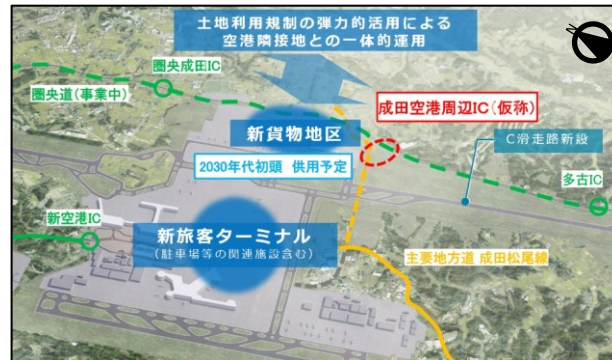 土地利用規制の弾力的活用による
空港隣接地との一体的運用
圏央成田IC
圏央道(事業中)
成田空港周辺IC(仮称)
新貨物地区
C滑走路新設
2030年代初頭 供用予定
多古IC
新空港IC
新旅客ターミナル
(駐車場等の関連施設含む)
主要地方道 成田松尾線